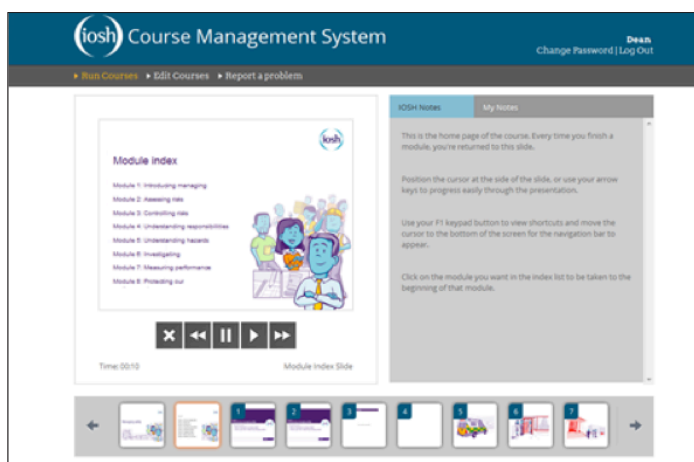 iosh Course Management System
Dean
Change Password | Log Out
Run Courses Edit Courses Report a problem
iosh
Module index
Module 1: Introducing managing
Module 2: Assessing risks
Module 3: Controlling risks
Module 4: Understanding responsibilities
Module 5: Understanding hazards
Module 6: Investigating
Module 7: Measuring performance
Module 8: Protecting our
Time: 00:10
Module Index Slide
IOSH Notes
My Notes
This is the home page of the course. Every time you finish a
module, you're returned to this slide.
Position the cursor at the side of the slide, or use your arrow
keys to progress easily through the presentation.
Use your F1 keypad button to view shortcuts and move the
cursor to the bottom of the screen for the navigation bar to
appear.
Click on the module you want in the index list to be taken to the
beginning of that module.
1 2 3 4 5 6 7